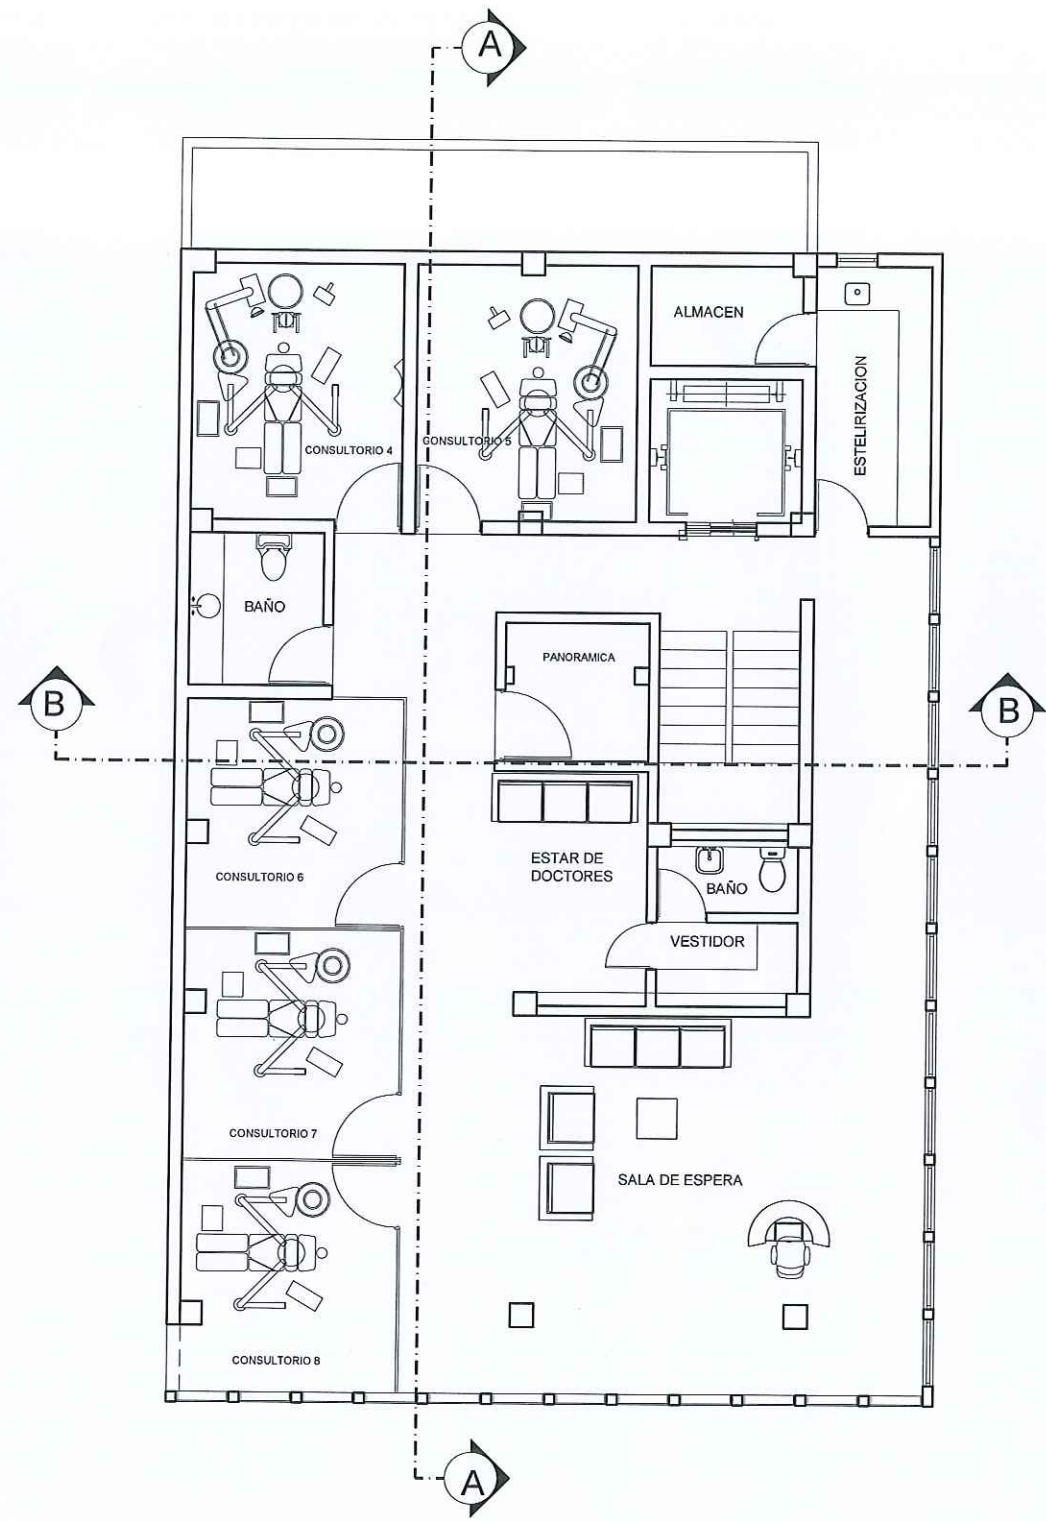 A
ALMACEN
ESTELIRIZACION
CONSULTORIO 4
CONSULTORIO 5
BAÑO
PANORAMICA
B
B
ESTAR DE
DOCTORES
CONSULTORIO 6
BAÑO
VESTIDOR
CONSULTORIO 7
SALA DE ESPERA
CONSULTORIO 8
A